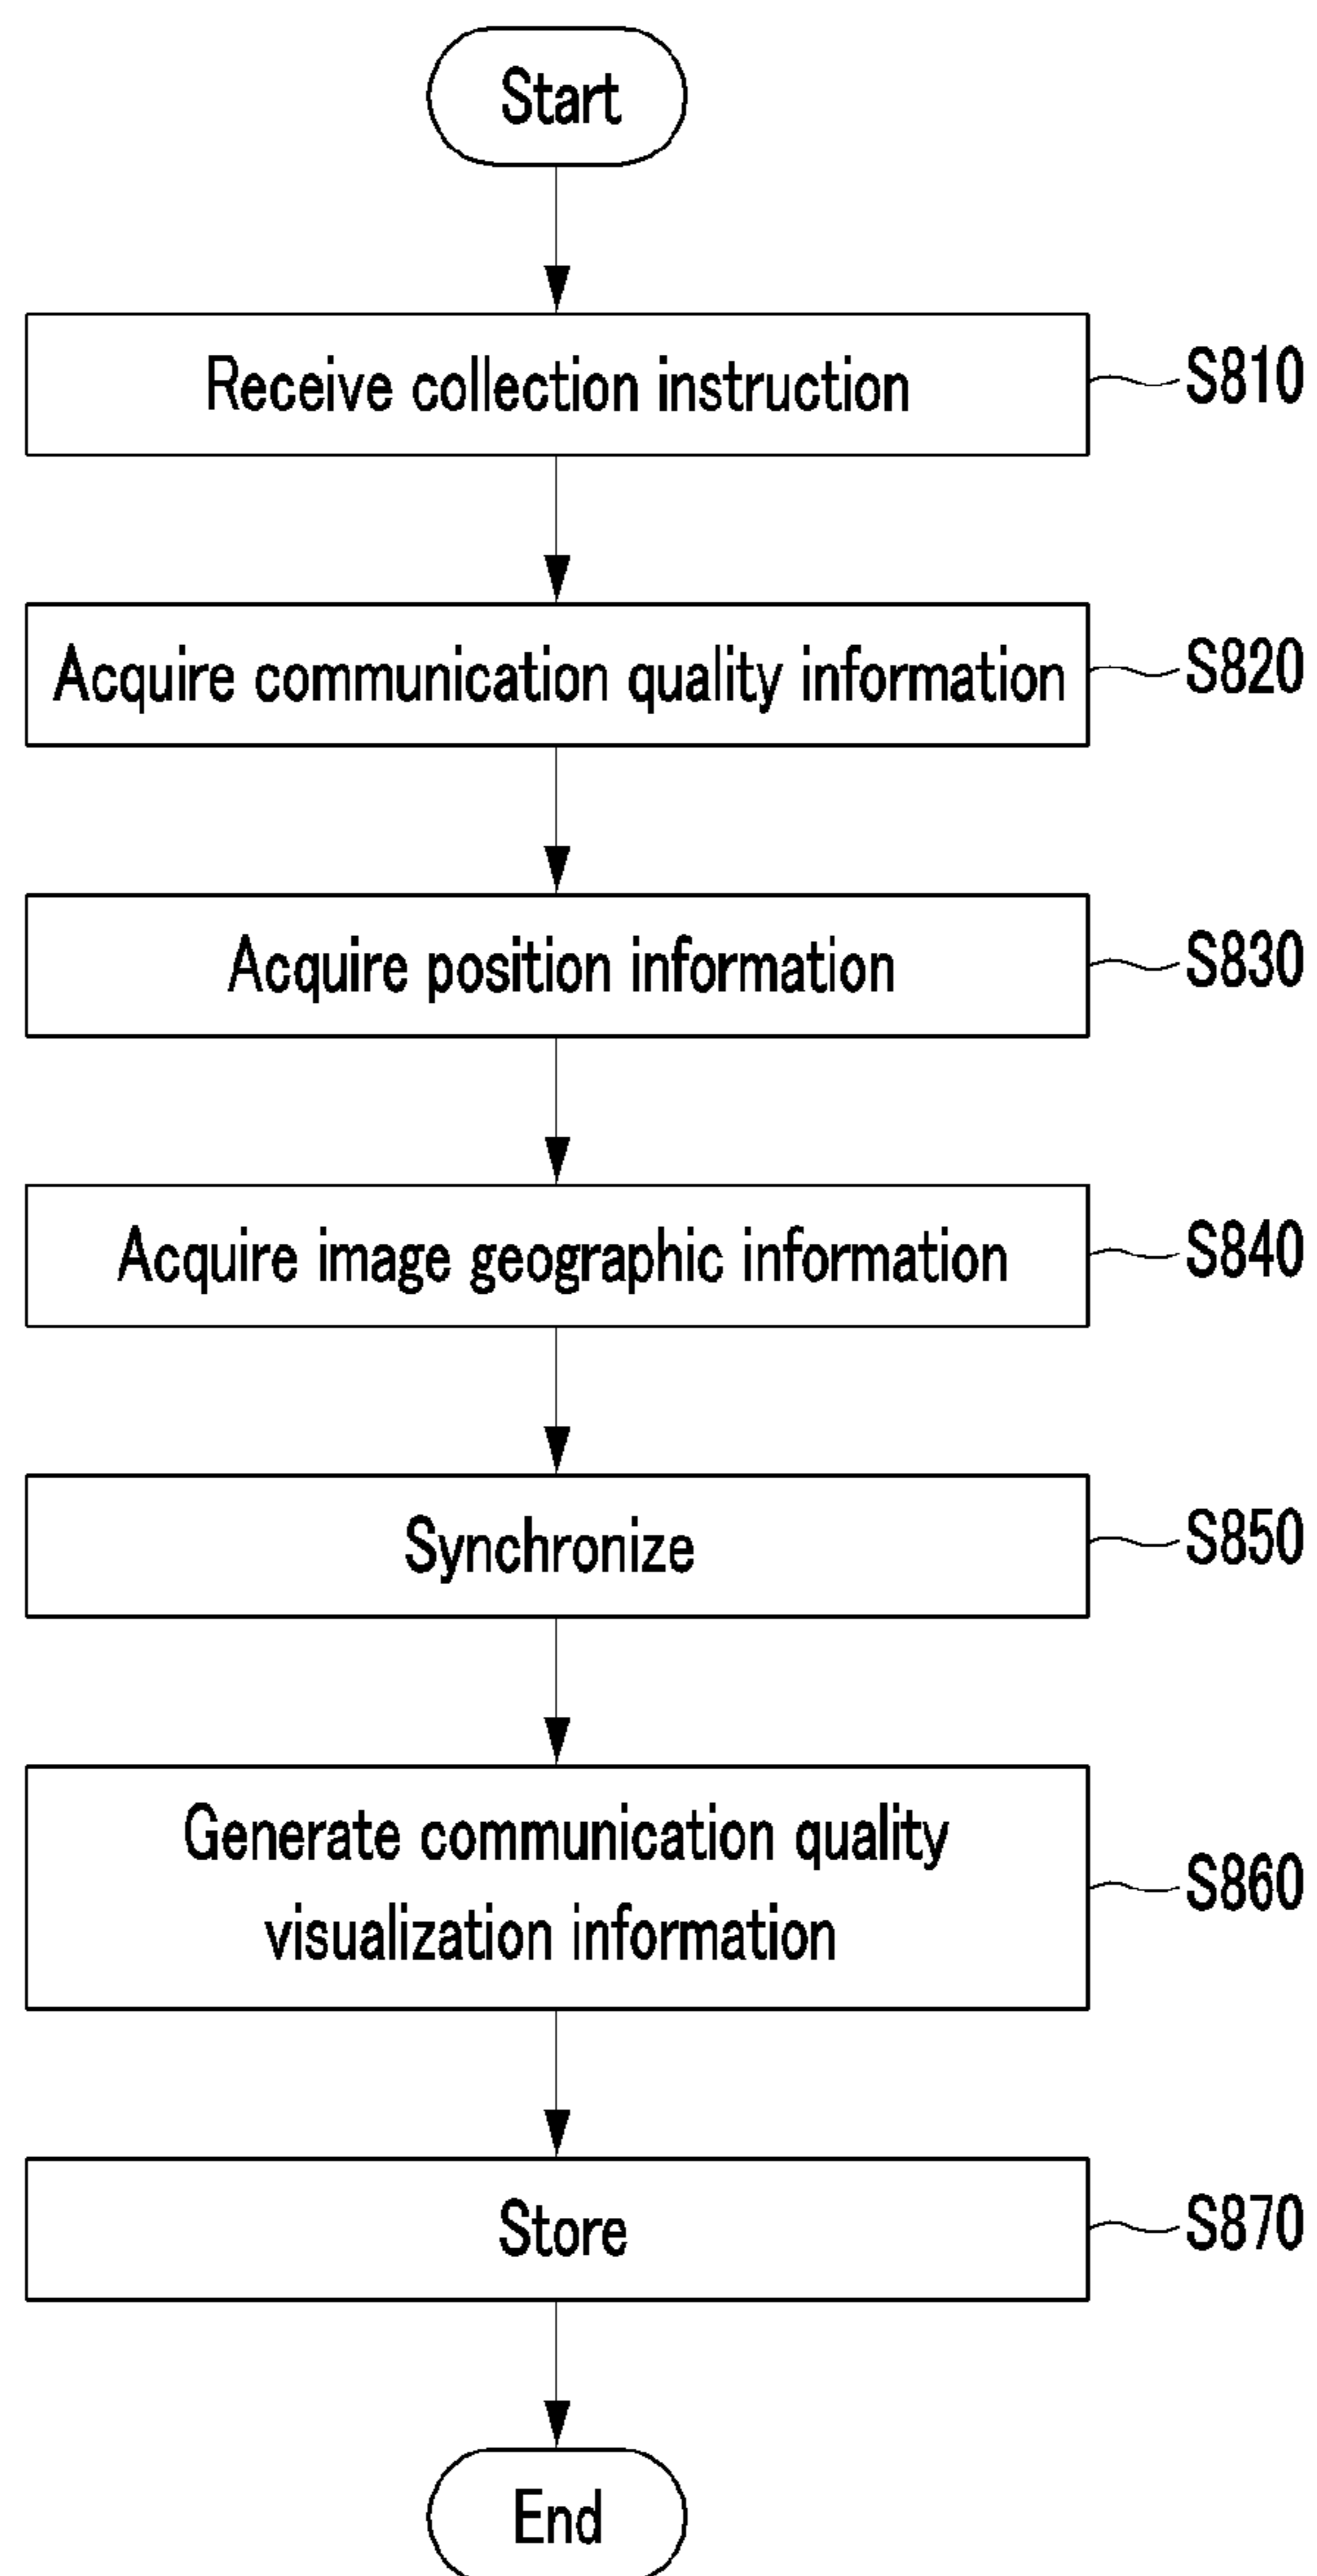 Start
Receive collection instruction
S810
Acquire communication quality information
S820
Acquire position information
S830
Acquire image geographic information
S840
Synchronize
S850
Generate communication quality
visualization information
S860
Store
S870
End